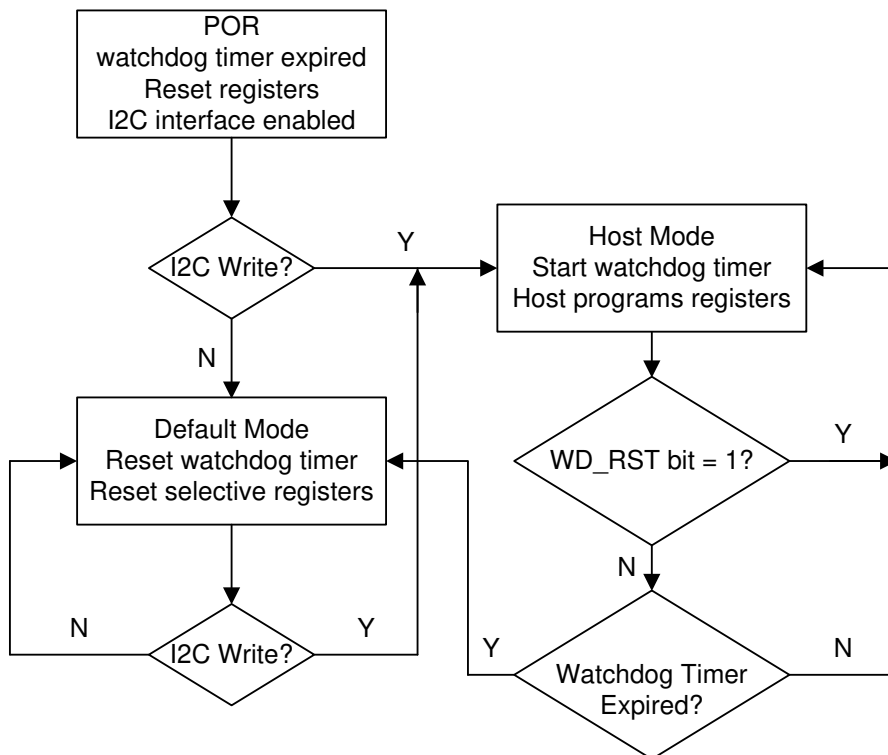 POR
watchdog timer expired
Reset registers
I2C interface enabled
I2C Write?
Y
N
Host Mode
Start watchdog timer
Host programs registers
Default Mode
Reset watchdog timer
Reset selective registers
WD_RST bit = 1?
Y
N
I2C Write?
N
Y
Watchdog Timer
Expired?
Y
N